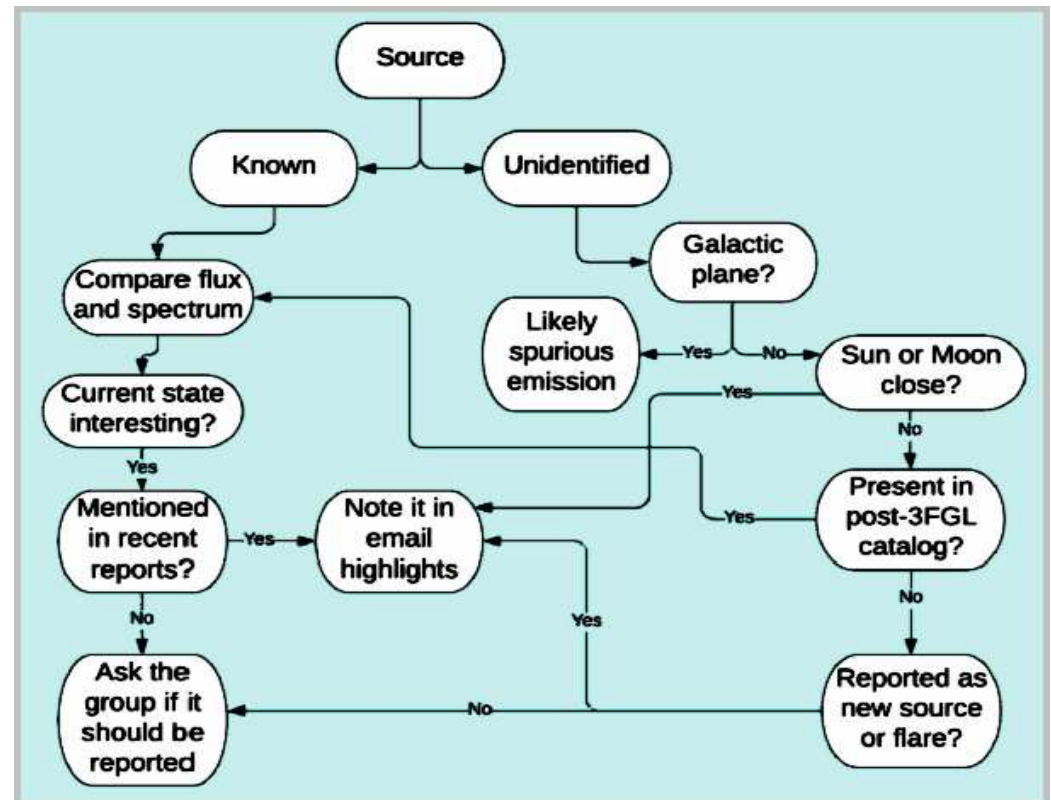 Source
Known
Unidentified
Galactic
plane?
Compare flux
and spectrum
Likely
spurious
emission
Yes
No
Sun or Moon
close?
Current state
interesting?
Yes
No
Yes
Mentioned
in recent
reports?
Yes
Note it in
email
highlights
Yes
Present in
post-3FGL
catalog?
No
Yes
No
Ask the
group if it
should be
reported
No
Reported as
new source
or flare?